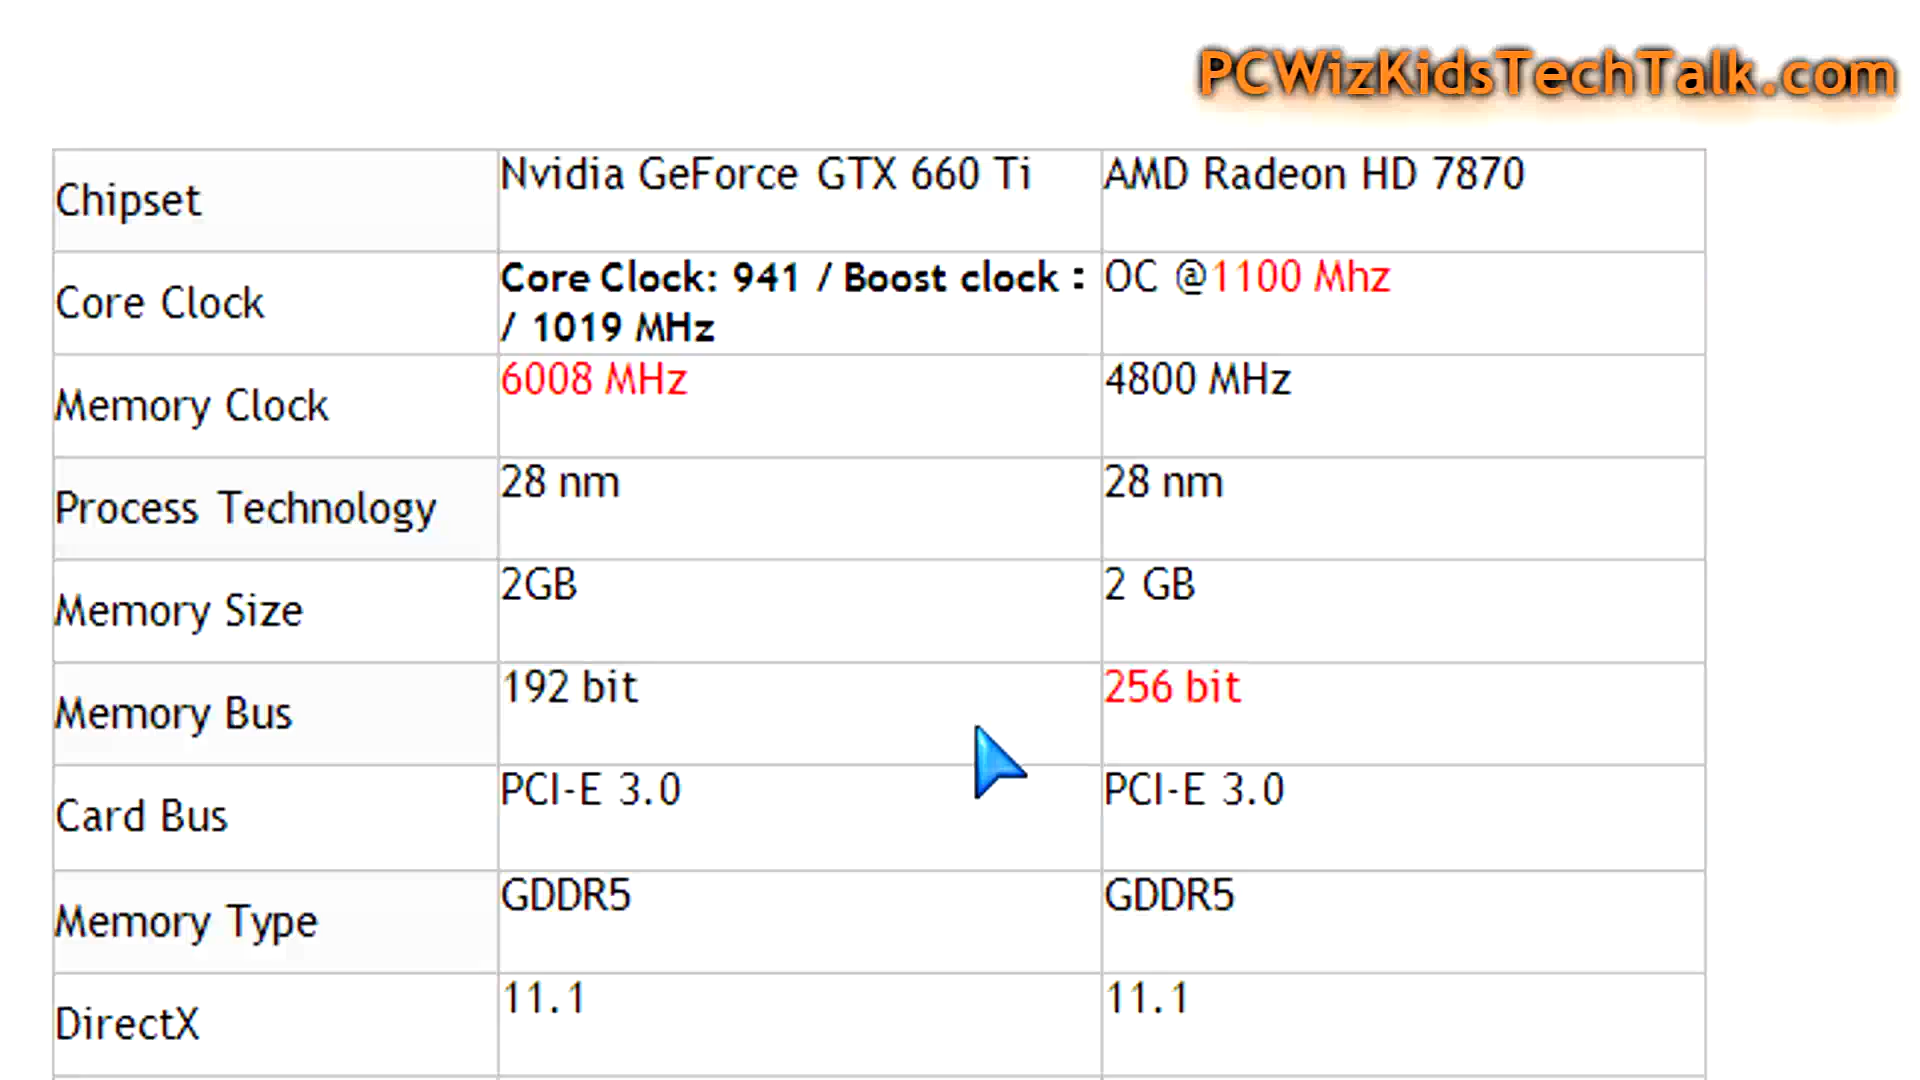 PCWizKidsTechTalk.com
Chipset
Nvidia GeForce GTX 660 Ti
AMD Radeon HD 7870
Core Clock
Core Clock: 941 / Boost clock :
/ 1019 MHz
OC @1100 Mhz
Memory Clock
6008 MHz
4800 MHz
Process Technology
28 nm
28 nm
Memory Size
2GB
2 GB
Memory Bus
192 bit
256 bit
Card Bus
PCI-E 3.0
PCI-E 3.0
Memory Type
GDDR5
GDDR5
DirectX
11.1
11.1